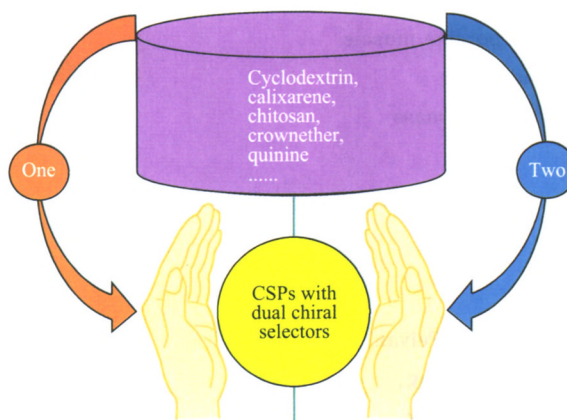 Cyclodextrin,
calixarene,
chitosan,
crownether,
quinine
......
One
Two
CSPs with
dual chiral
selectors